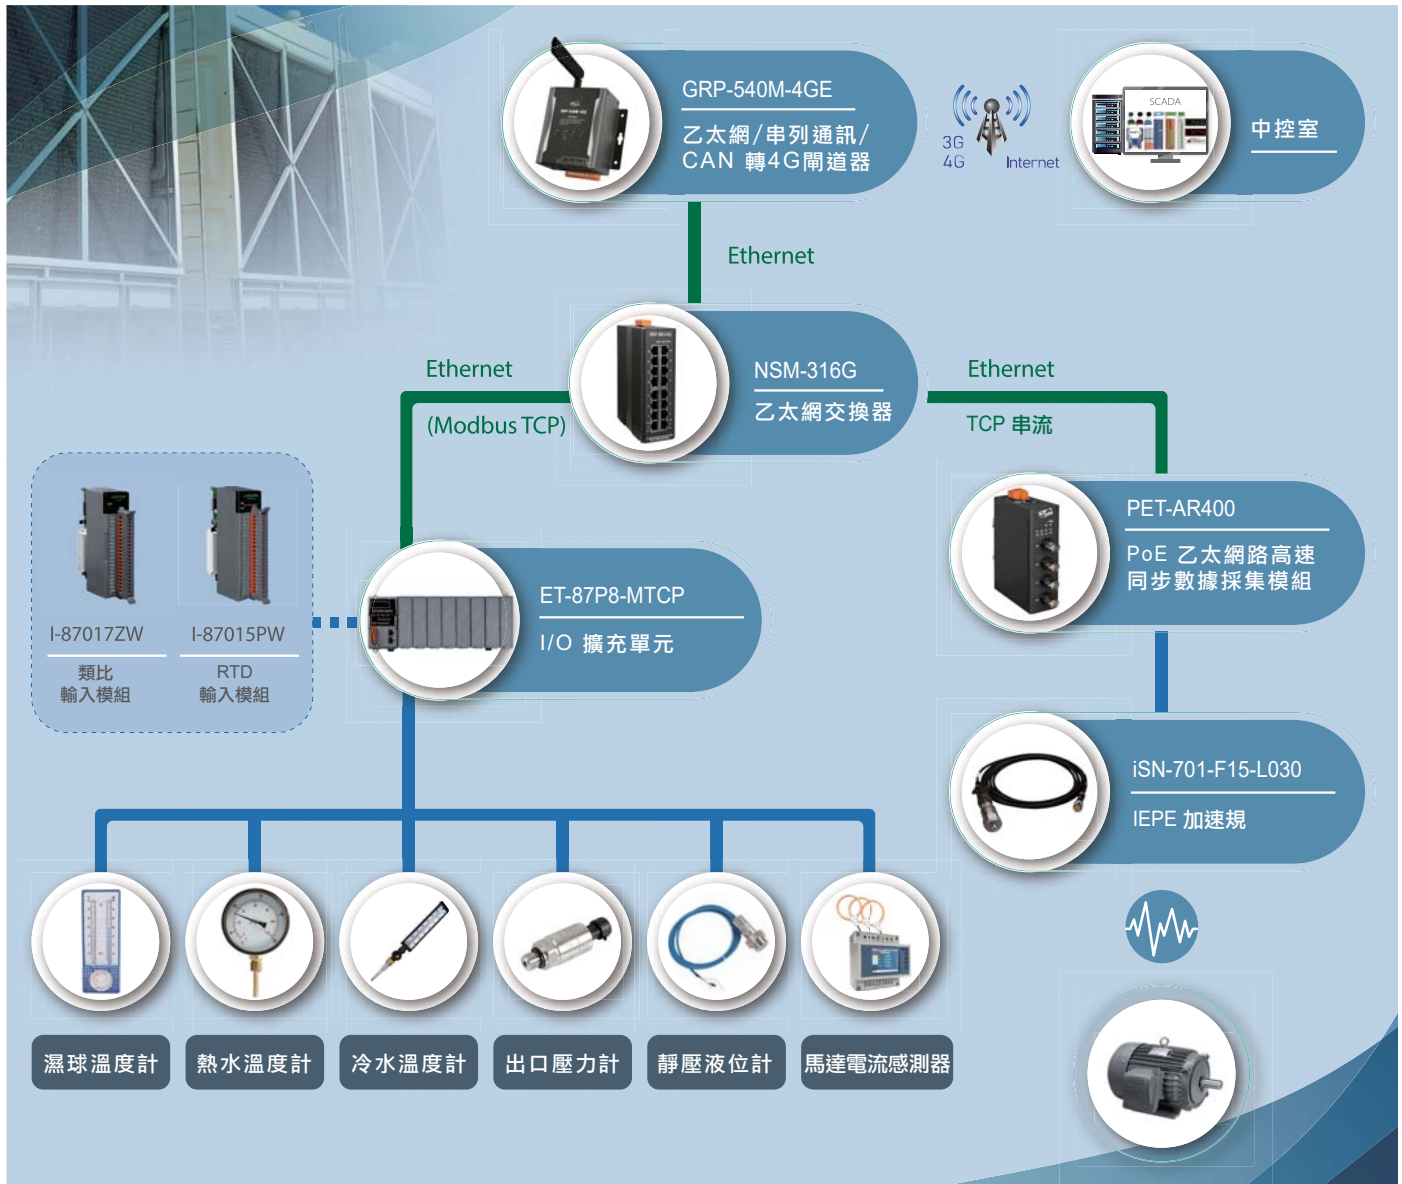 GRP-540M-4GE
乙太網/串列通訊/
CAN 轉4G閘道器
3G
4G
Internet
SCADA
中控室
Ethernet
NSM-316G
乙太網交換器
Ethernet
(Modbus TCP)
Ethernet
TCP 串流
I-87017ZW
類比
輸入模組
I-87015PW
RTD
輸入模組
ET-87P8-MTCP
I/O 擴充單元
PET-AR400
PoE 乙太網路高速
同步數據採集模組
iSN-701-F15-L030
IEPE 加速規
濕球溫度計
熱水溫度計
冷水溫度計
出口壓力計
靜壓液位計
馬達電流感測器